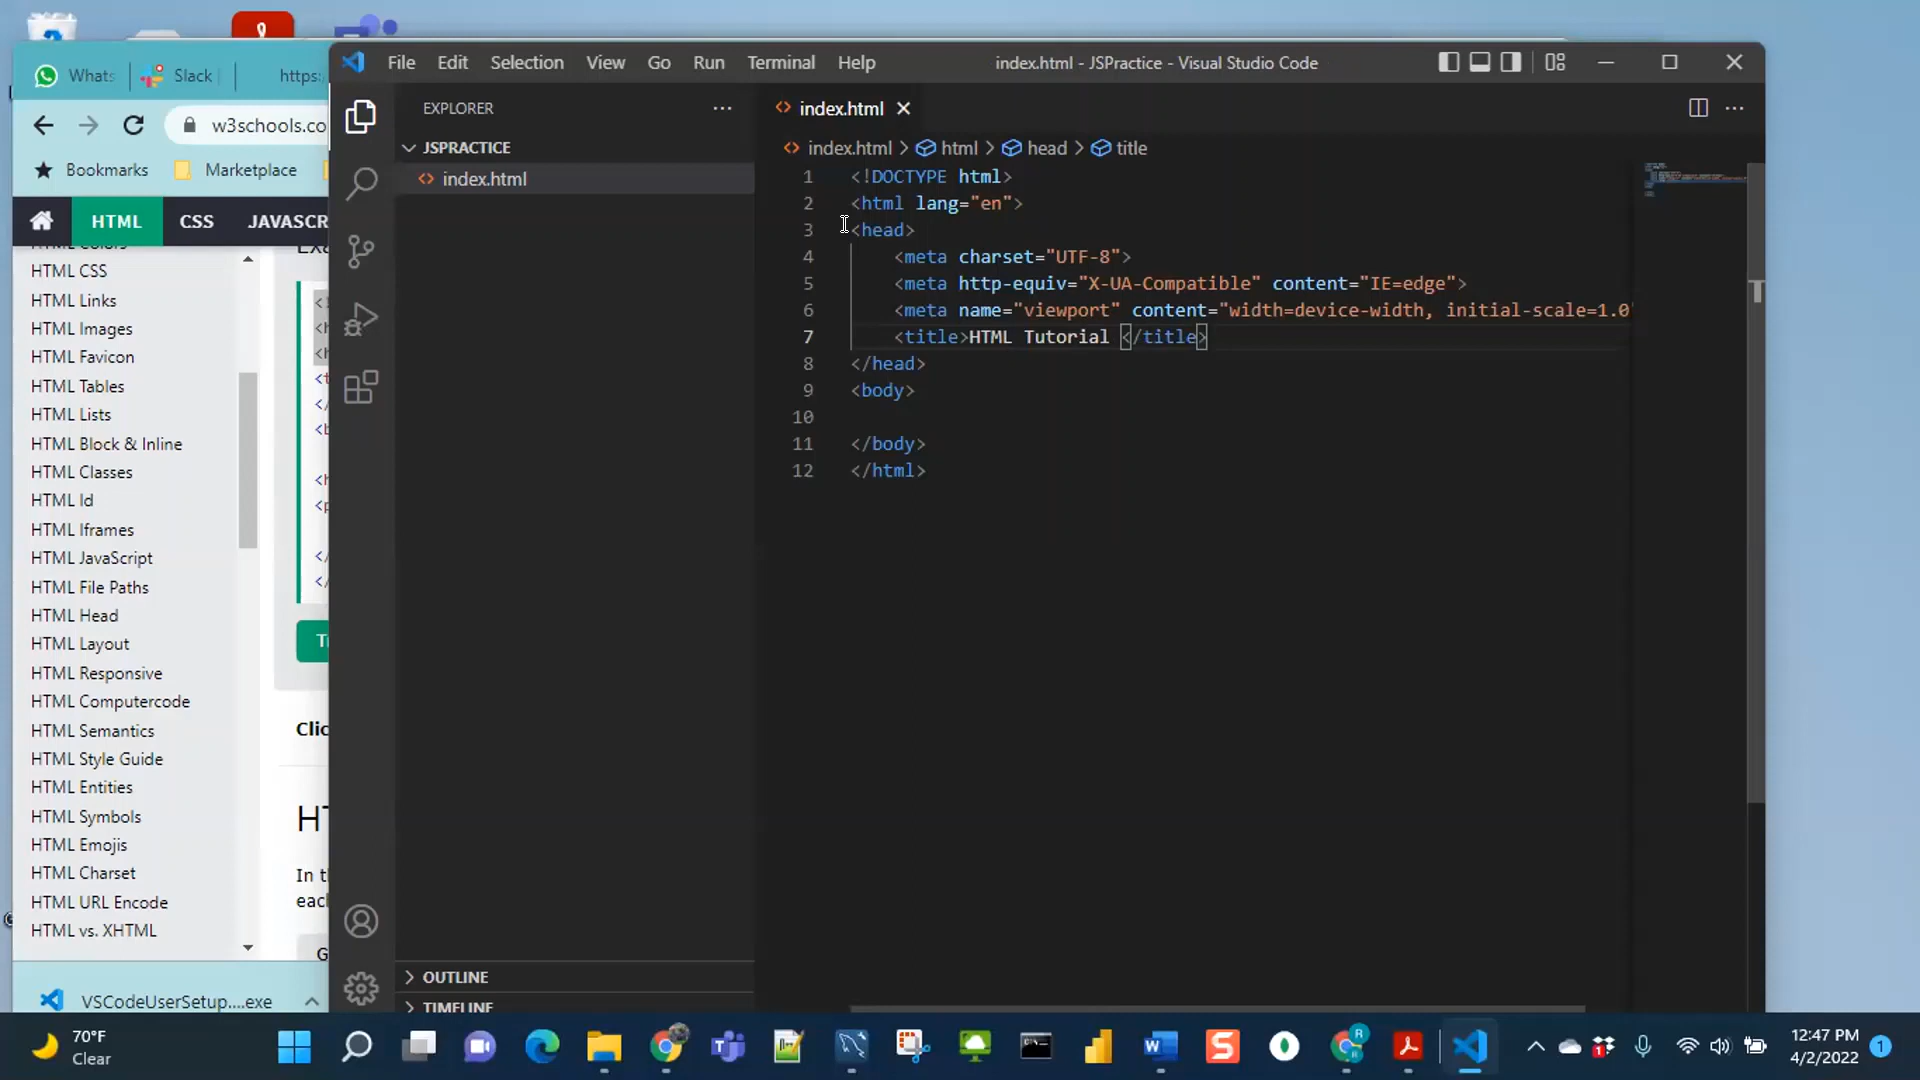 Whats
Slack
https:
File Edit Selection View Go Run Terminal Help
index.html - JSPractice - Visual Studio Code
w3schools.co
Bookmarks
Marketplace
HTML
CSS
JAVASCR
HTML CSS
HTML Links
HTML Images
HTML Favicon
HTML Tables
HTML Lists
HTML Block & Inline
HTML Classes
HTML Id
HTML Iframes
HTML JavaScript
HTML File Paths
HTML Head
HTML Layout
HTML Responsive
HTML Computercode
HTML Semantics
HTML Style Guide
HTML Entities
HTML Symbols
HTML Emojis
HTML Charset
HTML URL Encode
HTML vs. XHTML
Clic
HT
In t
eac
VSCodeUserSetup....exe
EXPLORER
JSPRACTICE
index.html
OUTLINE
TIMELINE
index.html
index.html > html > head > title
1 <!DOCTYPE html>
2 <html lang="en">
3 <head>
4 <meta charset="UTF-8">
5 <meta http-equiv="X-UA-Compatible" content="IE=edge">
6 <meta name="viewport" content="width=device-width, initial-scale=1.0"
7 <title>HTML Tutorial </title>
8 </head>
9 <body>
10
11 </body>
12 </html>
70°F
Clear
12:47 PM
4/2/2022
1